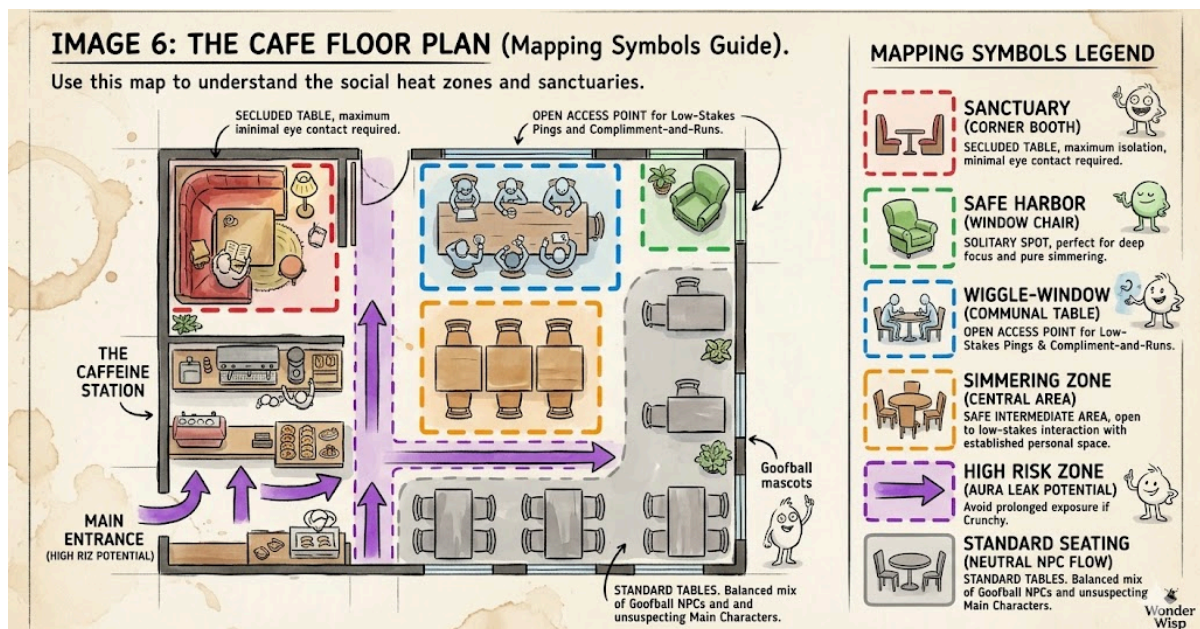 IMAGE 6: THE CAFE FLOOR PLAN (Mapping Symbols Guide).
Use this map to understand the social heat zones and sanctuaries.
SECLUDED TABLE, maximum
iminimal eye contact required.
OPEN ACCESS POINT for Low-Stakes
Pings and Complimment-and-Runs.
THE
CAFFEINE
STATION
MAIN
ENTRANCE
(HIGH RIZ POTENTIAL)
Goofball
mascots
STANDARD TABLES. Balanced mix
of Goofball NPCs and and
unsuspecting Main Characters.
MAPPING SYMBOLS LEGEND
SANCTUARY
(CORNER BOOTH)
SECLUDED TABLE, maximum isolation,
minimal eye contact required.
SAFE HARBOR
(WINDOW CHAIR)
SOLITARY SPOT, perfect for deep
focus and pure simmering.
WIGGLE-WINDOW
(COMMUNAL TABLE)
OPEN ACCESS POINT for Low-
Stakes Pings & Compliment-and-Runs.
SIMMERING ZONE
(CENTRAL AREA)
SAFE INTERMEDIATE AREA, open
to low-stakes interaction with
established personal space.
HIGH RISK ZONE
(AURA LEAK POTENTIAL)
Avoid prolonged exposure if
Crunchy.
STANDARD SEATING
(NEUTRAL NPC FLOW)
STANDARD TABLES. Balanced mix
of Goofball NPCs and unsuspecting
Main Characters.
Wonder
Wisp